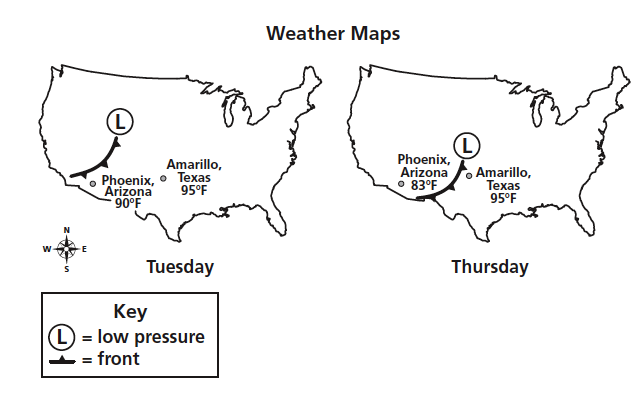 Weather Maps
L
Phoenix,
Arizona
90°F
Amarillo,
Texas
95°F
N
W E
S
Tuesday
L
Phoenix,
Arizona
83°F
Amarillo,
Texas
95°F
Thursday
Key
L = low pressure
= front